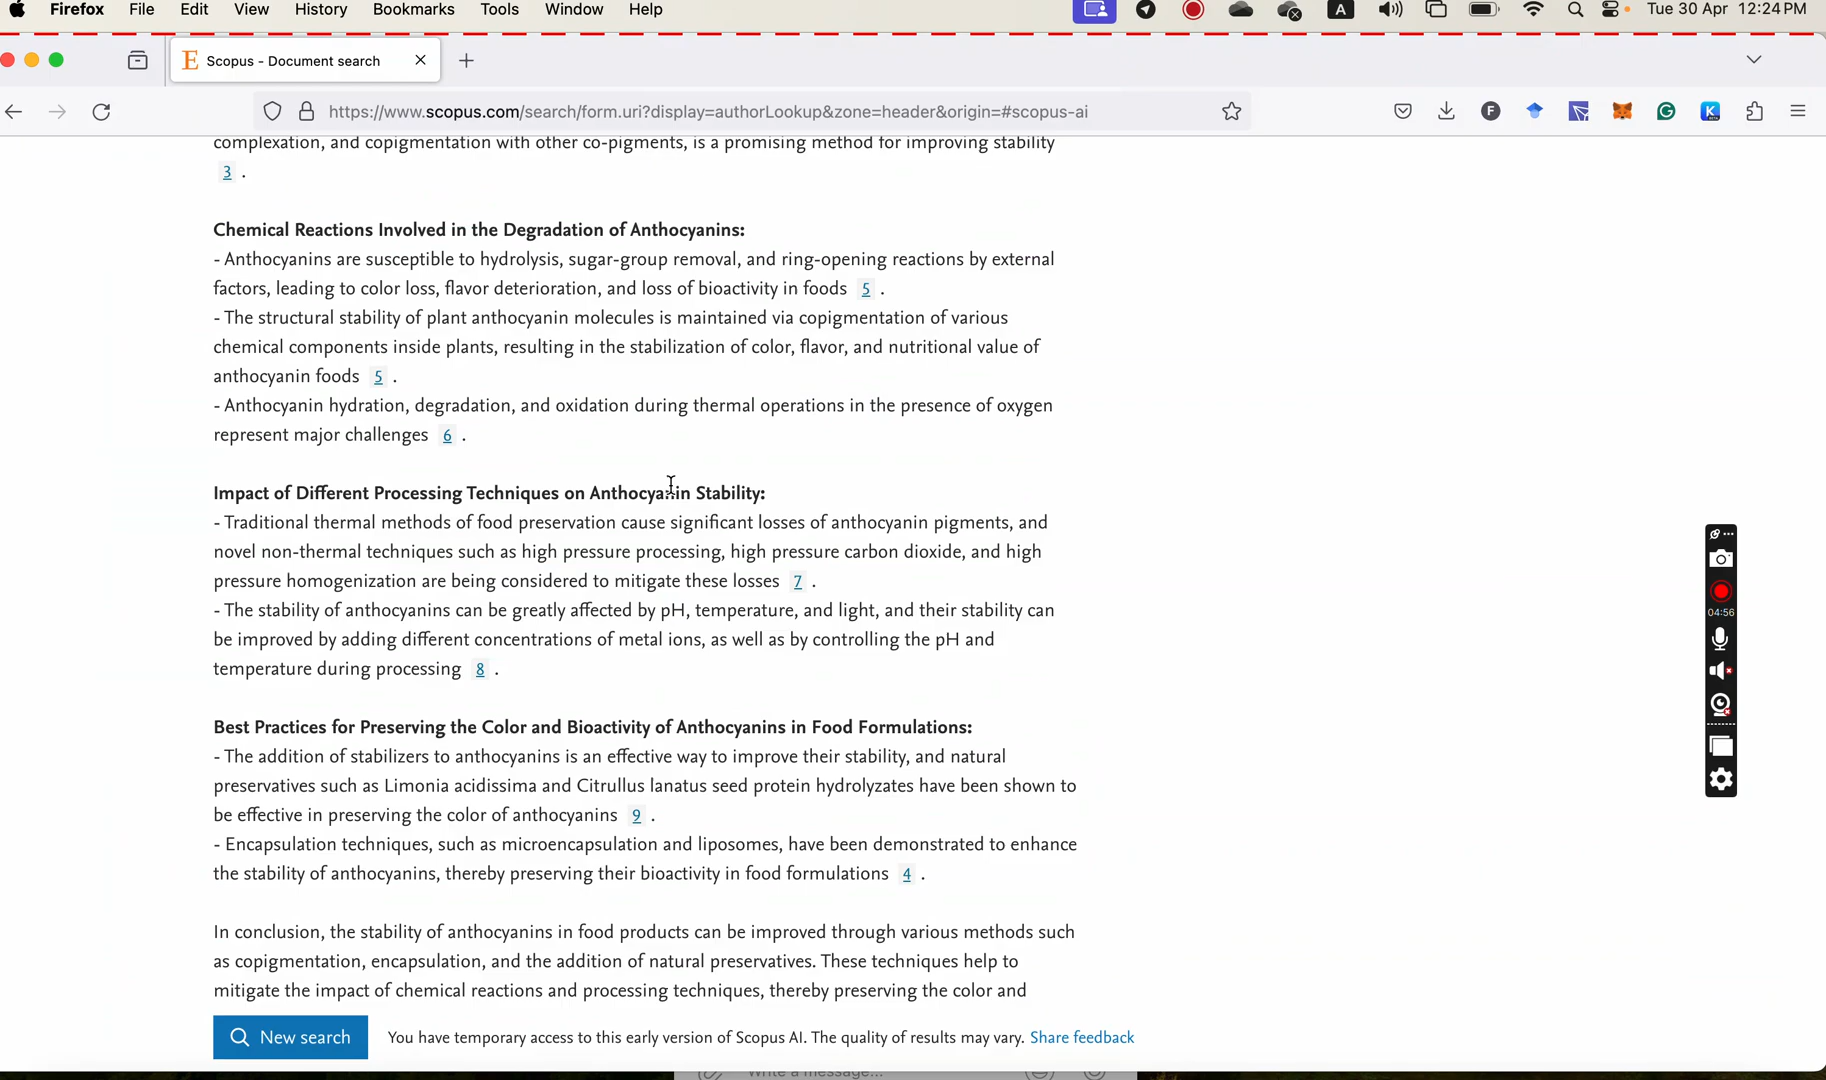 Firefox File Edit View History Bookmarks Tools Window Help A Tue 30 Apr 12:24 PM
E Scopus - Document search
https://www.scopus.com/search/form.uri?display=authorLookup&zone=header&origin=#scopus-ai
complexation, and copigmentation with other co-pigments, is a promising method for improving stability
3 .
Chemical Reactions Involved in the Degradation of Anthocyanins:
- Anthocyanins are susceptible to hydrolysis, sugar-group removal, and ring-opening reactions by external
factors, leading to color loss, flavor deterioration, and loss of bioactivity in foods 5 .
- The structural stability of plant anthocyanin molecules is maintained via copigmentation of various
chemical components inside plants, resulting in the stabilization of color, flavor, and nutritional value of
anthocyanin foods 5 .
- Anthocyanin hydration, degradation, and oxidation during thermal operations in the presence of oxygen
represent major challenges 6 .
Impact of Different Processing Techniques on Anthocyanin Stability:
- Traditional thermal methods of food preservation cause significant losses of anthocyanin pigments, and
novel non-thermal techniques such as high pressure processing, high pressure carbon dioxide, and high
pressure homogenization are being considered to mitigate these losses 7 .
- The stability of anthocyanins can be greatly affected by pH, temperature, and light, and their stability can
be improved by adding different concentrations of metal ions, as well as by controlling the pH and
temperature during processing 8 .
04:56
Best Practices for Preserving the Color and Bioactivity of Anthocyanins in Food Formulations:
- The addition of stabilizers to anthocyanins is an effective way to improve their stability, and natural
preservatives such as Limonia acidissima and Citrullus lanatus seed protein hydrolyzates have been shown to
be effective in preserving the color of anthocyanins 9 .
- Encapsulation techniques, such as microencapsulation and liposomes, have been demonstrated to enhance
the stability of anthocyanins, thereby preserving their bioactivity in food formulations 4 .
In conclusion, the stability of anthocyanins in food products can be improved through various methods such
as copigmentation, encapsulation, and the addition of natural preservatives. These techniques help to
mitigate the impact of chemical reactions and processing techniques, thereby preserving the color and
New search You have temporary access to this early version of Scopus AI. The quality of results may vary. Share feedback
Write a message...